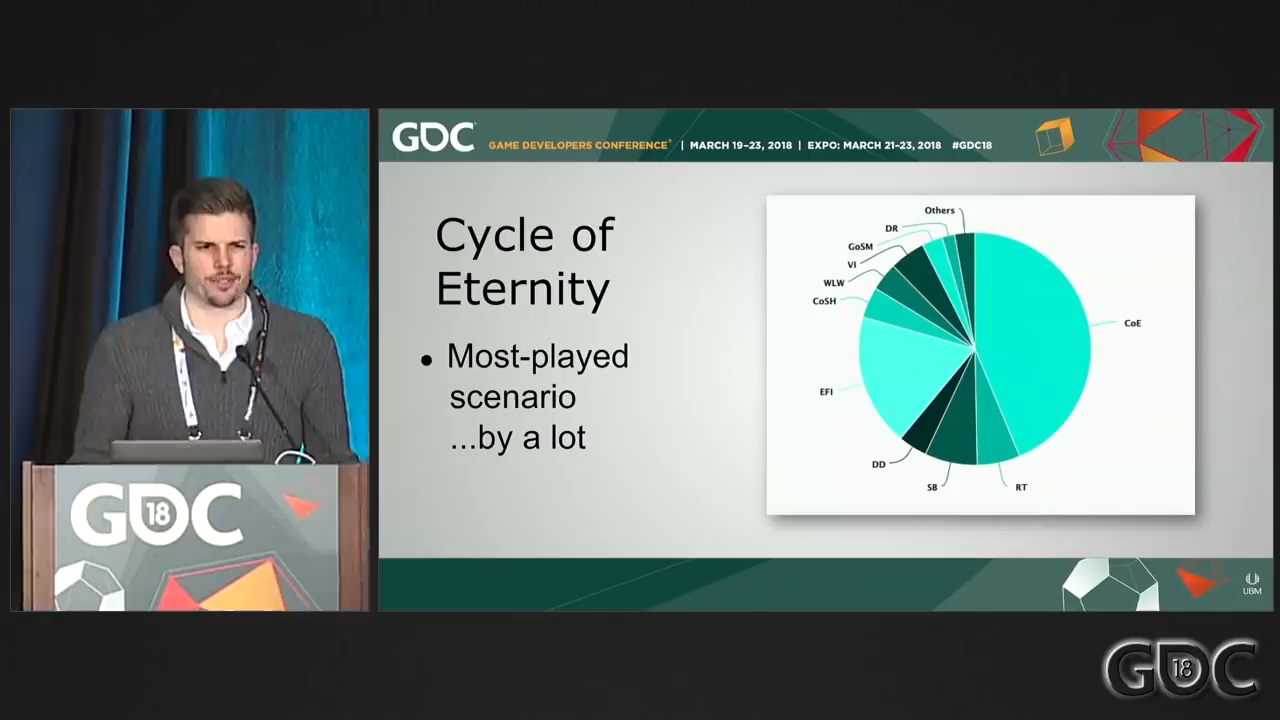 GDC
GAME DEVELOPERS CONFERENCE® | MARCH 19–23, 2018 | EXPO: MARCH 21–23, 2018 #GDC18
Cycle of
Eternity
● Most-played
scenario
...by a lot
Others
DR
GoSM
VI
WLW
CoSH
CoE
EFI
DD
SB
RT
GDC
18
UBM
GDC
18